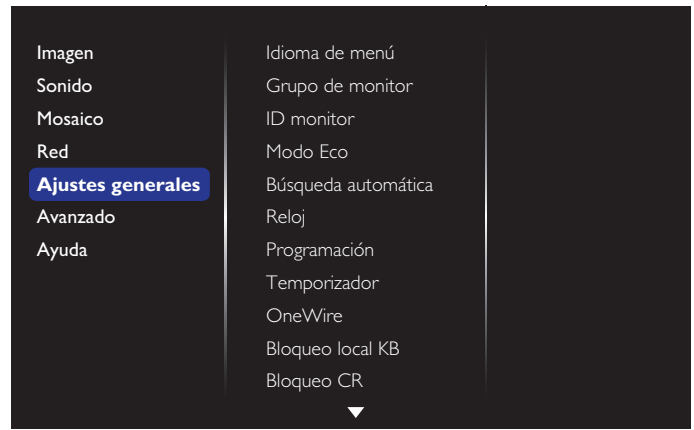 Imagen
Sonido
Mosaico
Red
Ajustes generales
Avanzado
Ayuda
Idioma de menú
Grupo de monitor
ID monitor
Modo Eco
Búsqueda automática
Reloj
Programación
Temporizador
OneWire
Bloqueo local KB
Bloqueo CR